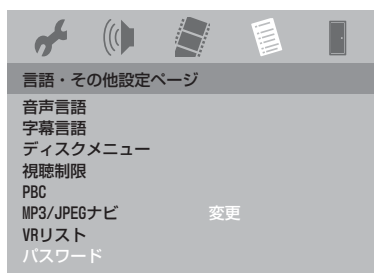 言語・その他設定ページ
音声言語
字幕言語
ディスクメニュー
視聴制限
PBC
MP3/JPEGナビ 変更
VRリスト
パスワード